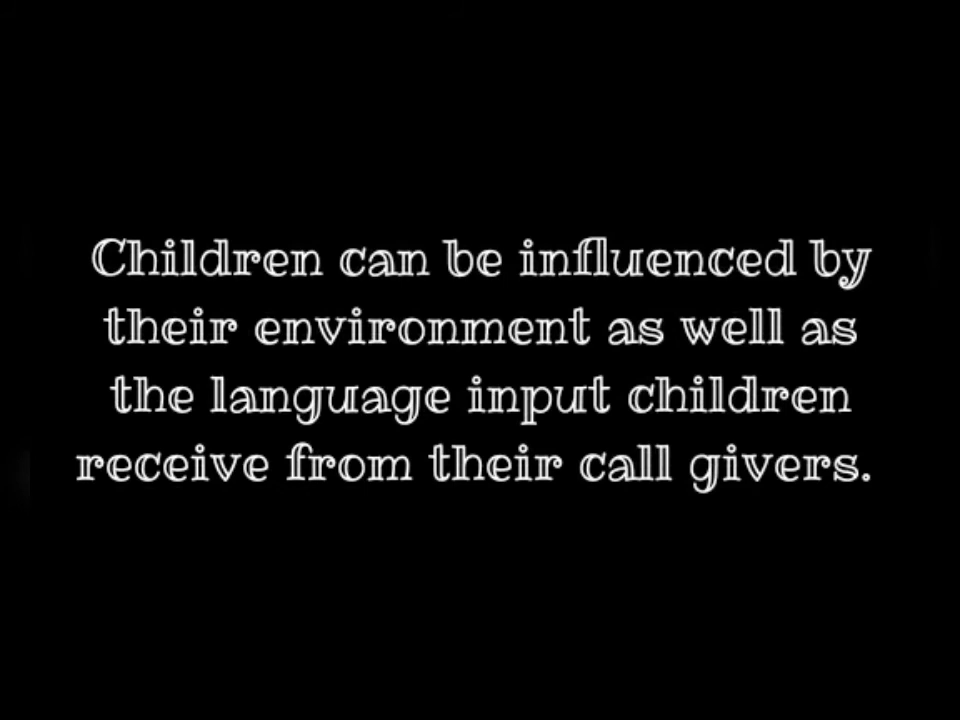 Children can be influenced by
their environment as well as
the language input children
receive from their call givers.